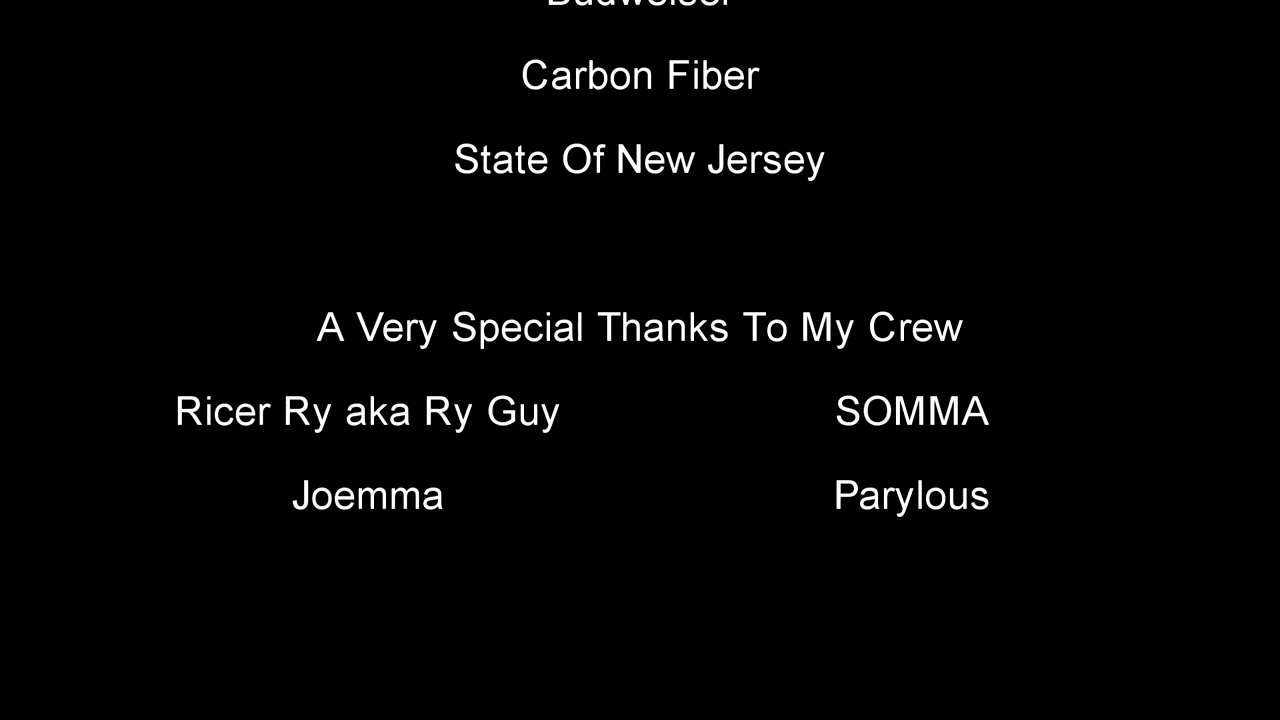 Budweiser
Carbon Fiber
State Of New Jersey
A Very Special Thanks To My Crew
Ricer Ry aka Ry Guy SOMMA
Joemma Parylous